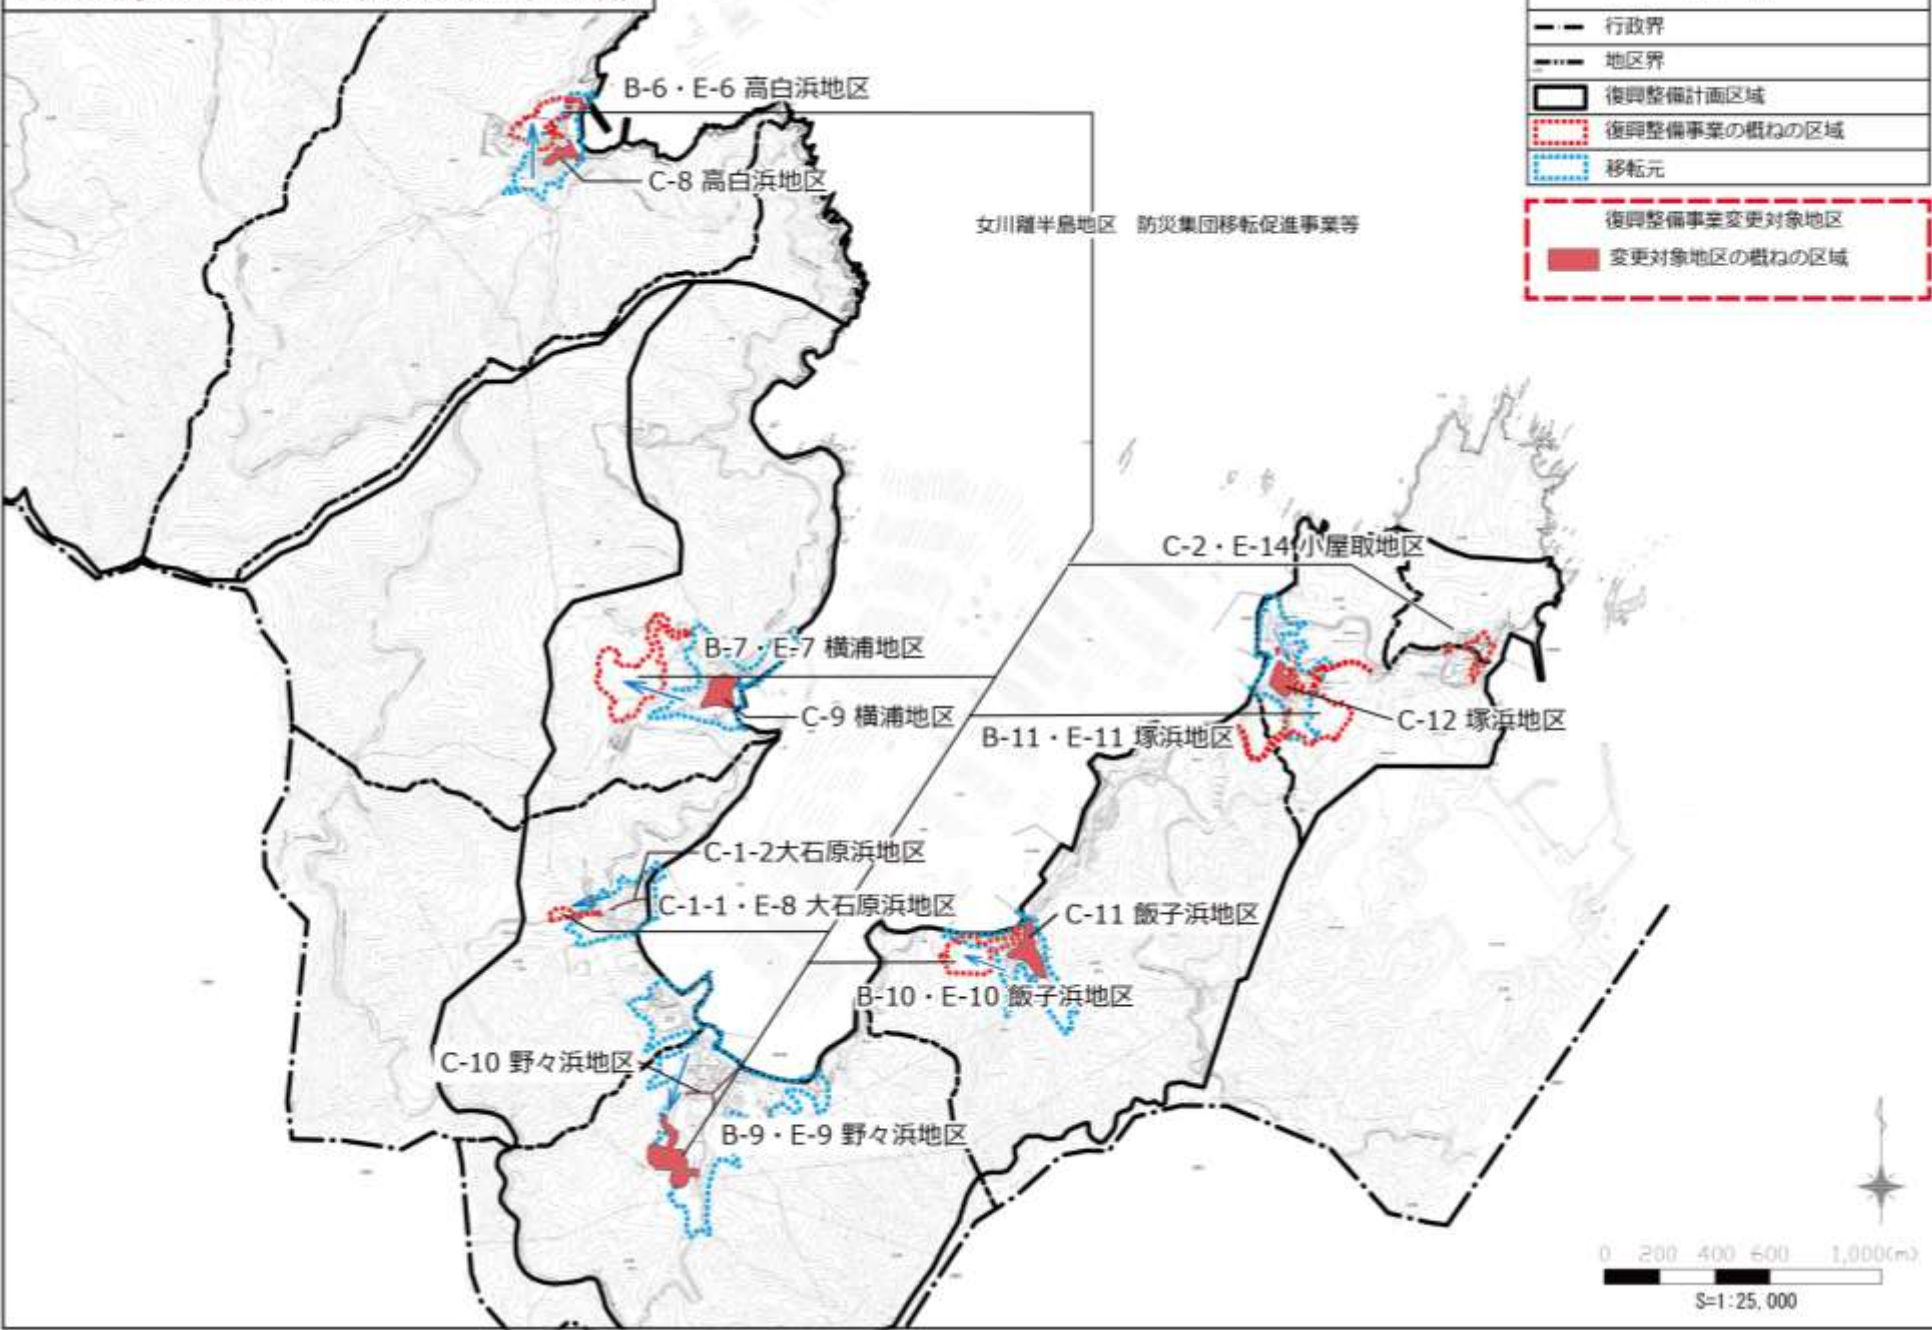 行政界
地区界
復興整備計画区域
復興整備事業の概ねの区域
移転元
復興整備事業変更対象地区
変更対象地区の概ねの区域
B-6・E-6 高白浜地区
C-8 高白浜地区
女川離半島地区 防災集団移転促進事業等
C-2・E-14 小屋取地区
B-7・E-7 横浦地区
C-9 横浦地区
C-12 塚浜地区
B-11・E-11 塚浜地区
C-1-2大石原浜地区
C-1-1・E-8 大石原浜地区
C-11 飯子浜地区
B-10・E-10 飯子浜地区
C-10 野々浜地区
B-9・E-9 野々浜地区
0 200 400 600 1,000(m)
S=1:25,000